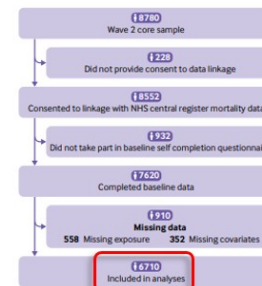 8780
Wave 2 core sample
228
Did not provide consent to data linkage
8552
Consented to linkage with NHS central register mortality data
932
Did not take part in baseline self completion questionnai
7620
Completed baseline data
910
Missing data
558 Missing exposure 352 Missing covariates
6710
Included in analyses